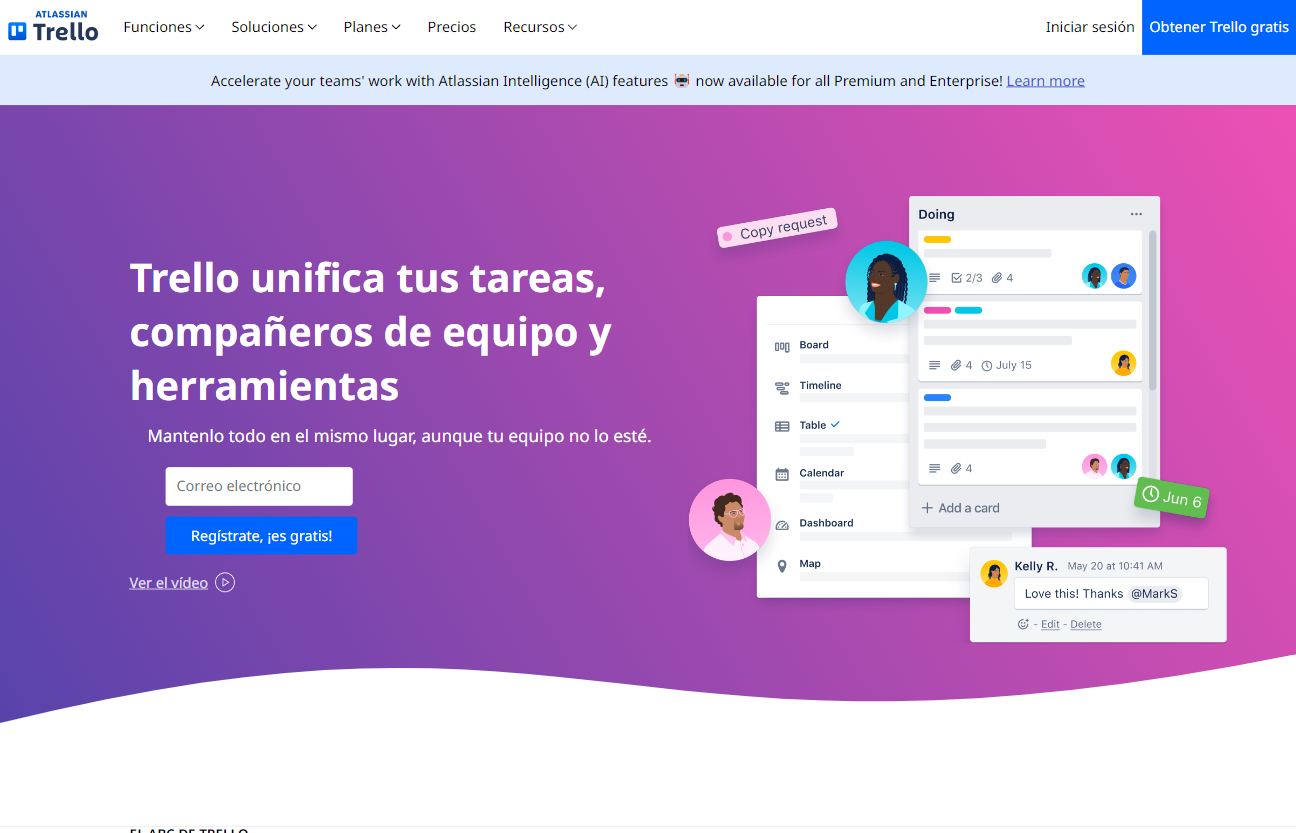 ATLASSIAN
Trello
Funciones
Soluciones
Planes
Precios
Recursos
Iniciar sesión
Obtener Trello gratis
Accelerate your teams' work with Atlassian Intelligence (AI) features 🤖 now available for all Premium and Enterprise! Learn more
Trello unifica tus tareas,
compañeros de equipo y
herramientas
Mantenlo todo en el mismo lugar, aunque tu equipo no lo esté.
Correo electrónico
Regístrate, ¡es gratis!
Ver el vídeo
Copy request
Doing
2/3
4
4
July 15
4
Add a card
Board
Timeline
Table
Calendar
Dashboard
Map
Jun 6
Kelly R. May 20 at 10:41 AM
Love this! Thanks @MarkS
- Edit - Delete
EL ABC DE TRELLO